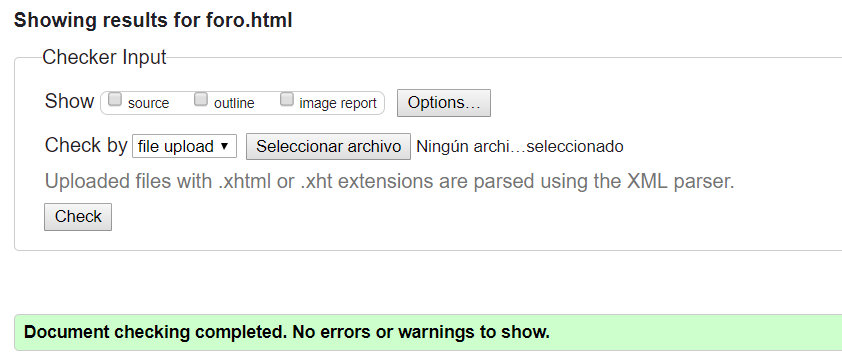 Showing results for foro.html
Checker Input
Show source outline image report Options...
Check by file upload Seleccionar archivo Ningún archi...seleccionado
Uploaded files with .xhtml or .xht extensions are parsed using the XML parser.
Check
Document checking completed. No errors or warnings to show.